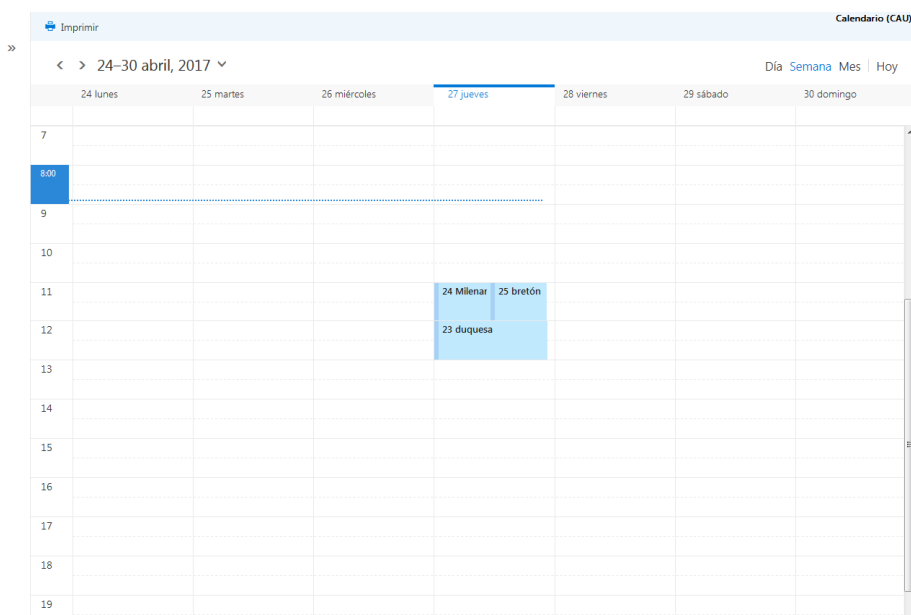 Calendario (CAU)
Imprimir
»
< > 24–30 abril, 2017
Día Semana Mes | Hoy
24 lunes 25 martes 26 miércoles 27 jueves 28 viernes 29 sábado 30 domingo
7
8:00
9
10
11 24 Milenar 25 bretón
12 23 duquesa
13
14
15
16
17
18
19